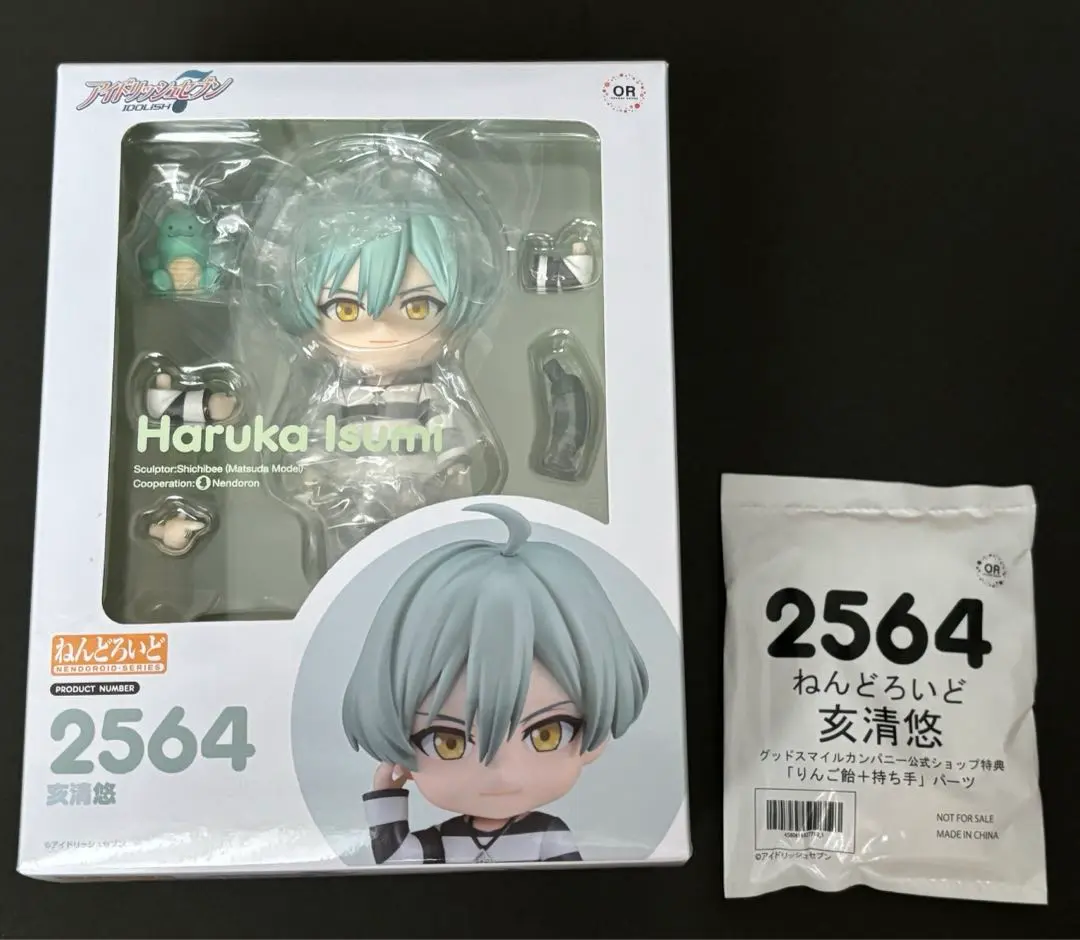 アイドリッシュセブン
IDOLISH7
OR
Haruka Isumi
Sculptor:Shichibee (Matsuda Model)
Cooperation: Nendoron
ねんどろいど
NENDOROID·SERIES
PRODUCT NUMBER
2564
亥清悠
©アイドリッシュセブン
OR
2564
ねんどろいど
亥清悠
グッドスマイルカンパニー公式ショップ特典
「りんご飴+持ち手」パーツ
NOT FOR SALE
MADE IN CHINA
©アイドリッシュセブン